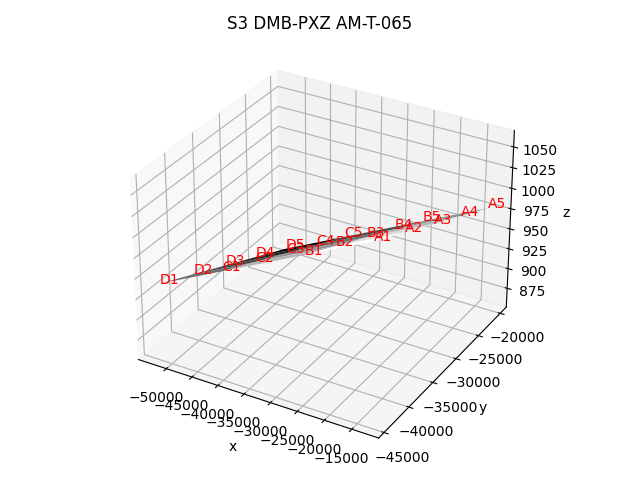 S3 DMB-PXZ AM-T-065
1050
1025
1000
975
950
925
900
875
z
A5
A4
A3
B5
A2
B4
A1
B3
C5
B2
C4
B1
D5
C2
D4
C1
D3
D2
D1
−20000
−25000
−30000
−35000
−40000
−45000
y
−50000
−45000
−40000
−35000
−30000
−25000
−20000
−15000
x